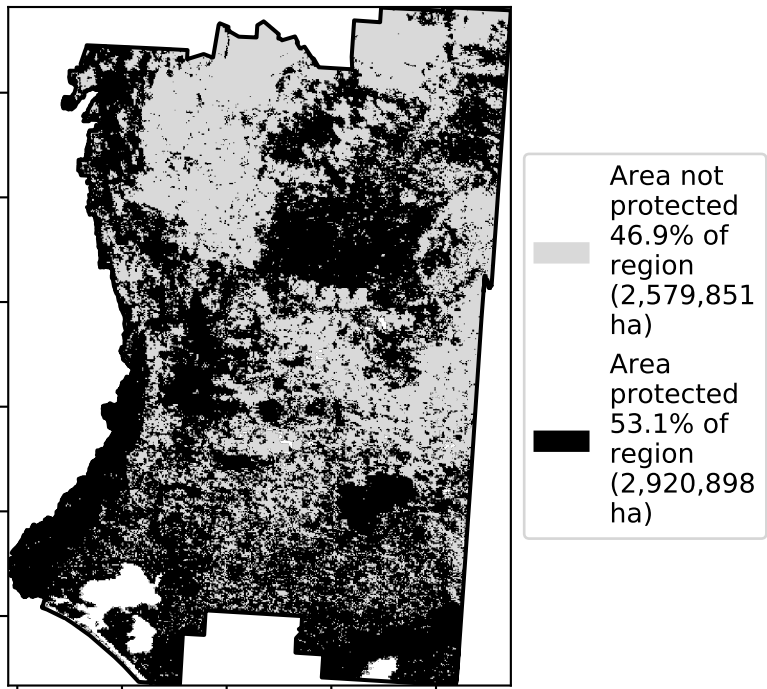 Area not
protected
46.9% of
region
(2,579,851
ha)
Area
protected
53.1% of
region
(2,920,898
ha)